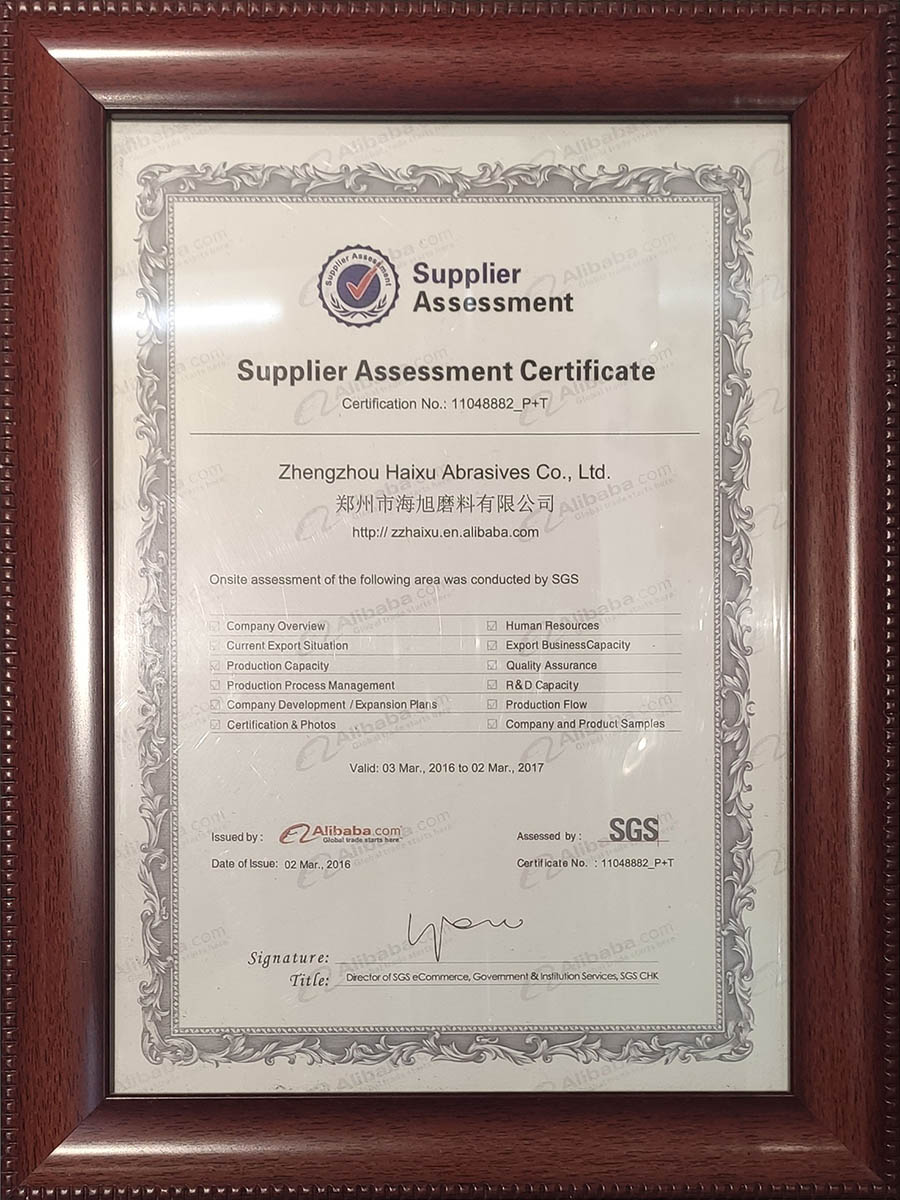 Supplier Assessment
Supplier
Assessment
Supplier Assessment Certificate
Certification No.: 11048882_P+T
Zhengzhou Haixu Abrasives Co., Ltd.
郑州市海旭磨料有限公司
http:// zzhaixu.en.alibaba.com
Onsite assessment of the following area was conducted by SGS
Company Overview Human Resources
Current Export Situation Export BusinessCapacity
Production Capacity Quality Assurance
Production Process Management R&D Capacity
Company Development / Expansion Plans Production Flow
Certification & Photos Company and Product Samples
Valid: 03 Mar., 2016 to 02 Mar., 2017
Issued by : Alibaba.com Assessed by : SGS
Global trade starts here™
Date of Issue: 02 Mar., 2016 Certificate No. : 11048882_P+T
Signature:
Title: Director of SGS eCommerce, Government & Institution Services, SGS CHK